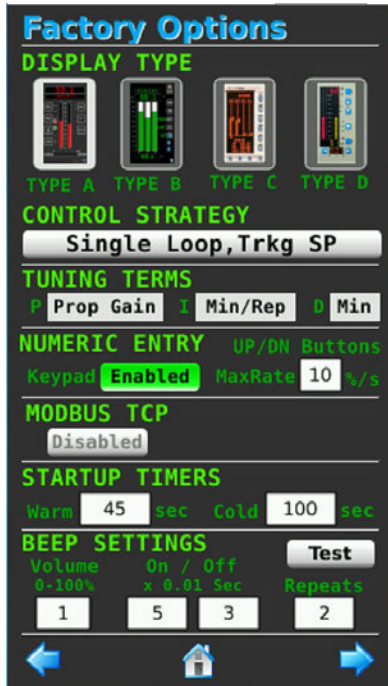 Factory Options
DISPLAY TYPE
TYPE A TYPE B TYPE C TYPE D
CONTROL STRATEGY
Single Loop,Trkg SP
TUNING TERMS
P Prop Gain I Min/Rep D Min
NUMERIC ENTRY UP/DN Buttons
Keypad Enabled MaxRate 10 %/s
MODBUS TCP
Disabled
STARTUP TIMERS
Warm 45 sec Cold 100 sec
BEEP SETTINGS Test
Volume On / Off
0-100% x 0.01 Sec Repeats
1 5 3 2